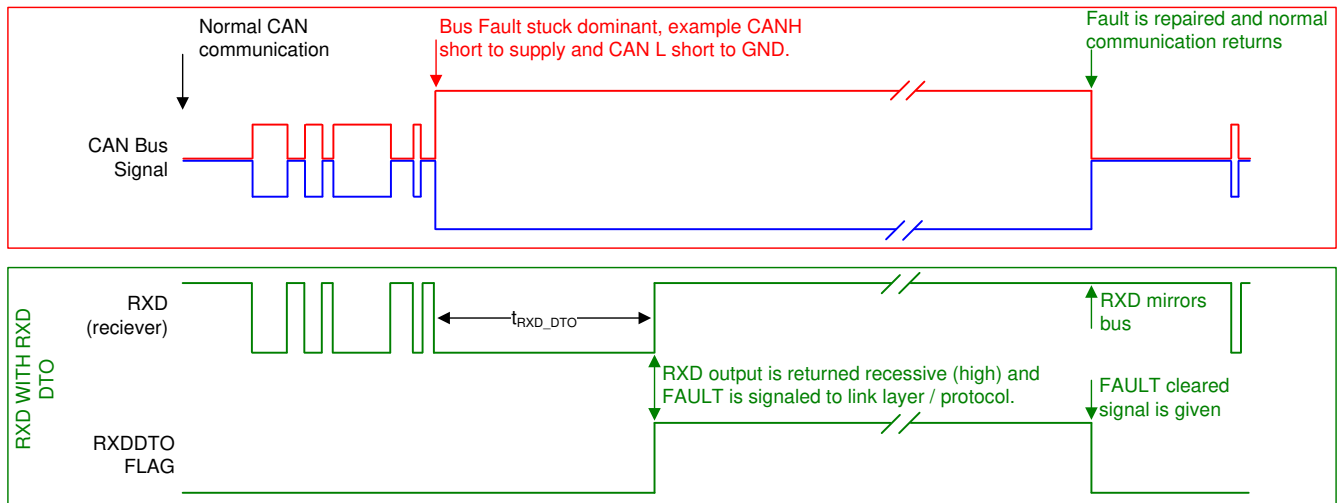 Normal CAN
communication
Bus Fault stuck dominant, example CANH
short to supply and CAN L short to GND.
Fault is repaired and normal
communication returns
CAN Bus
Signal
RXD WITH RXD
DTO
RXD
(reciever)
tRXD_DTO
RXD mirrors
bus
RXD output is returned recessive (high) and
FAULT is signaled to link layer / protocol.
FAULT cleared
signal is given
RXDDTO
FLAG